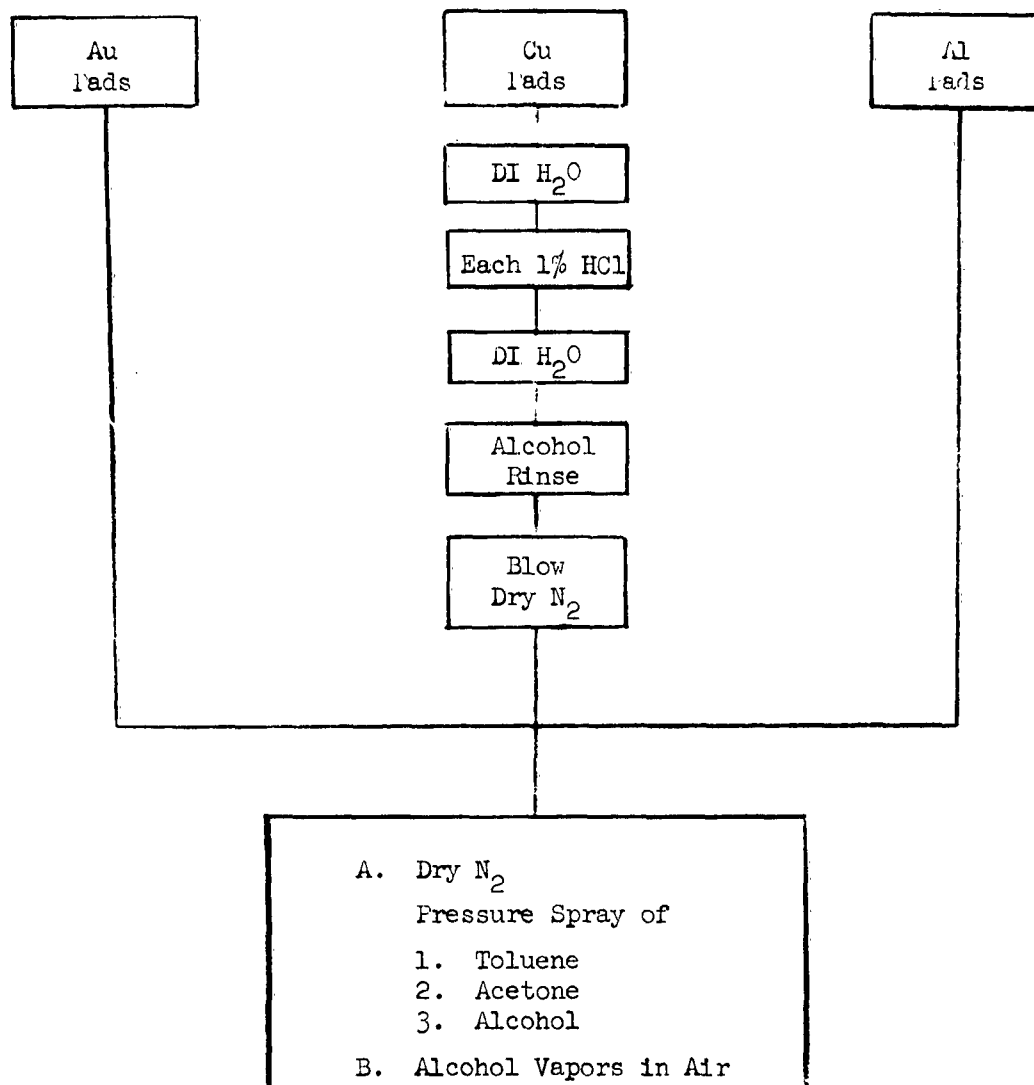 Au
Pads
Cu
Pads
Al
Pads
DI H₂O
Each 1% HCl
DI H₂O
Alcohol
Rinse
Blow
Dry N₂
A. Dry N₂
Pressure Spray of
1. Toluene
2. Acetone
3. Alcohol
B. Alcohol Vapors in Air